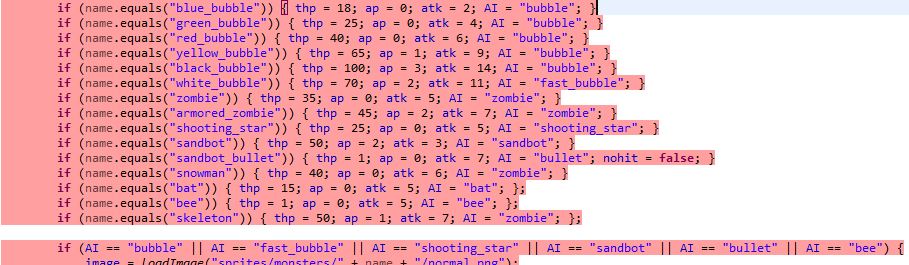 if (name.equals("blue_bubble")) { thp = 18; ap = 0; atk = 2; AI = "bubble"; }
if (name.equals("green_bubble")) { thp = 25; ap = 0; atk = 4; AI = "bubble"; }
if (name.equals("red_bubble")) { thp = 40; ap = 0; atk = 6; AI = "bubble"; }
if (name.equals("yellow_bubble")) { thp = 65; ap = 1; atk = 9; AI = "bubble"; }
if (name.equals("black_bubble")) { thp = 100; ap = 3; atk = 14; AI = "bubble"; }
if (name.equals("white_bubble")) { thp = 70; ap = 2; atk = 11; AI = "fast_bubble"; }
if (name.equals("zombie")) { thp = 35; ap = 0; atk = 5; AI = "zombie"; }
if (name.equals("armored_zombie")) { thp = 45; ap = 2; atk = 7; AI = "zombie"; }
if (name.equals("shooting_star")) { thp = 25; ap = 0; atk = 5; AI = "shooting_star"; }
if (name.equals("sandbot")) { thp = 50; ap = 2; atk = 3; AI = "sandbot"; }
if (name.equals("sandbot_bullet")) { thp = 1; ap = 0; atk = 7; AI = "bullet"; nohit = false; }
if (name.equals("snowman")) { thp = 40; ap = 0; atk = 6; AI = "zombie"; }
if (name.equals("bat")) { thp = 15; ap = 0; atk = 5; AI = "bat"; };
if (name.equals("bee")) { thp = 1; ap = 0; atk = 5; AI = "bee"; };
if (name.equals("skeleton")) { thp = 50; ap = 1; atk = 7; AI = "zombie"; };
if (AI == "bubble" || AI == "fast_bubble" || AI == "shooting_star" || AI == "sandbot" || AI == "bullet" || AI == "bee") {
image = loadImage("sprites/monsters/" + name + "/normal.png");